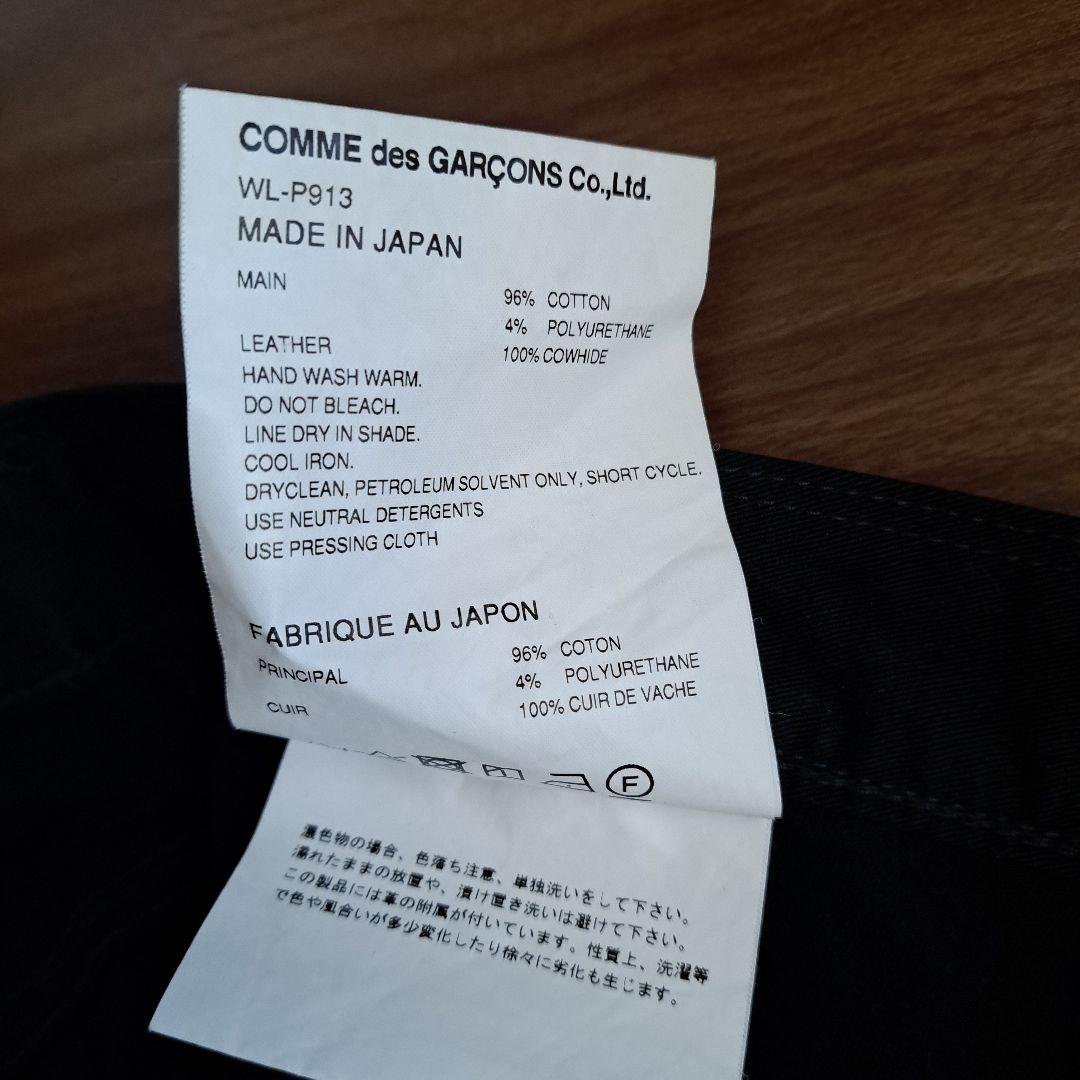 COMME des GARÇONS Co.,Ltd.
WL-P913
MADE IN JAPAN
MAIN 96% COTTON
4% POLYURETHANE
LEATHER 100% COWHIDE
HAND WASH WARM.
DO NOT BLEACH.
LINE DRY IN SHADE.
COOL IRON.
DRYCLEAN, PETROLEUM SOLVENT ONLY, SHORT CYCLE.
USE NEUTRAL DETERGENTS
USE PRESSING CLOTH
FABRIQUE AU JAPON
PRINCIPAL 96% COTON
4% POLYURETHANE
CUIR 100% CUIR DE VACHE
F
濃色物の場合、色落ち注意、単独洗いをして下さい。
濡れたままの放置や、漬け置き洗いは避けて下さい。
この製品には革の附属が付いています。性質上、洗濯等
で色や風合いが多少変化したり徐々に劣化も生じます。